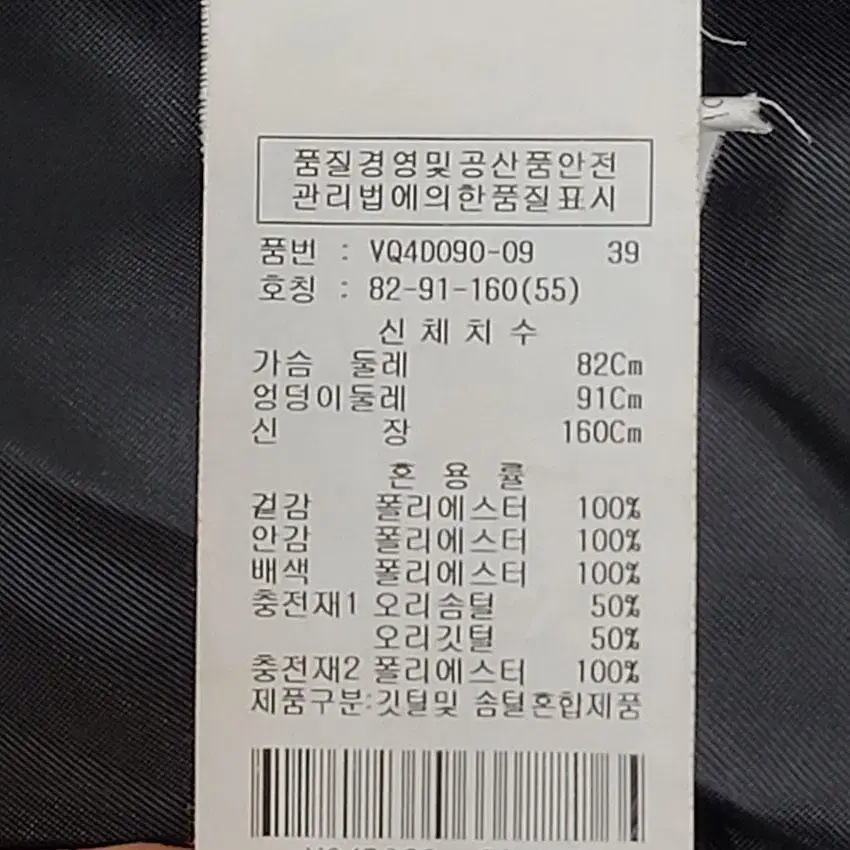 품질경영및공산품안전
관리법에의한품질표시
품번 : VQ4D090-09 39
호칭 : 82-91-160(55)
신 체 치 수
가슴 둘레 82Cm
엉덩이둘레 91Cm
신 장 160Cm
혼 용 률
겉감 폴리에스터 100%
안감 폴리에스터 100%
배색 폴리에스터 100%
충전재1 오리솜털 50%
오리깃털 50%
충전재2 폴리에스터 100%
제품구분:깃털및 솜털혼합제품